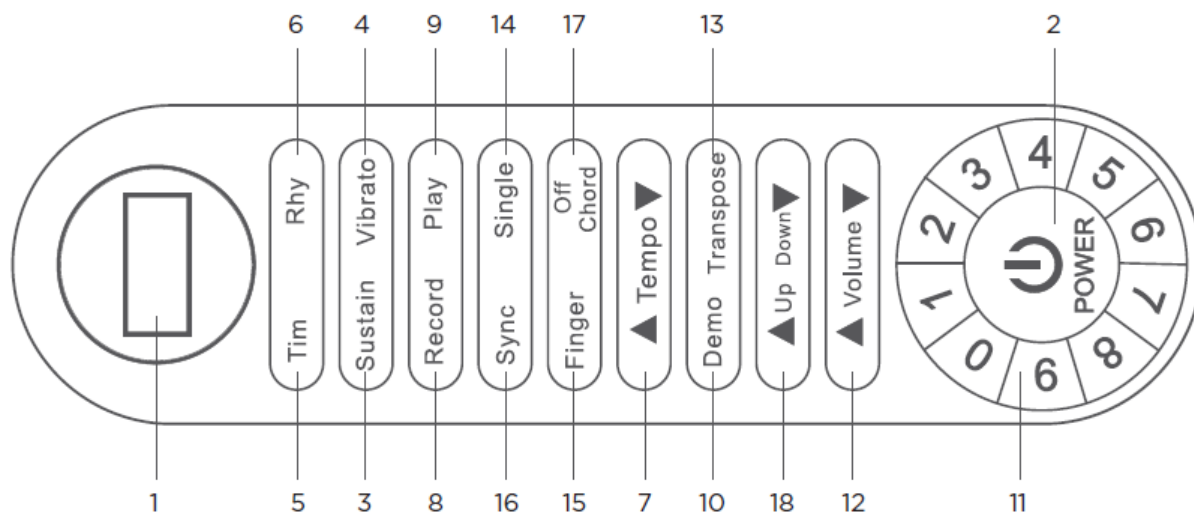 6 4 9 14 17 13 2
Rhy
Tim
Vibrato
Sustain
Play
Record
Single
Sync
Off
Chord
Finger
▲ Tempo ▼
Transpose
Demo
▲ Up Down ▼
▲ Volume ▼
0
1
2
3
4
5
6
7
8
9
POWER
1 5 3 8 16 15 7 10 18 12 11